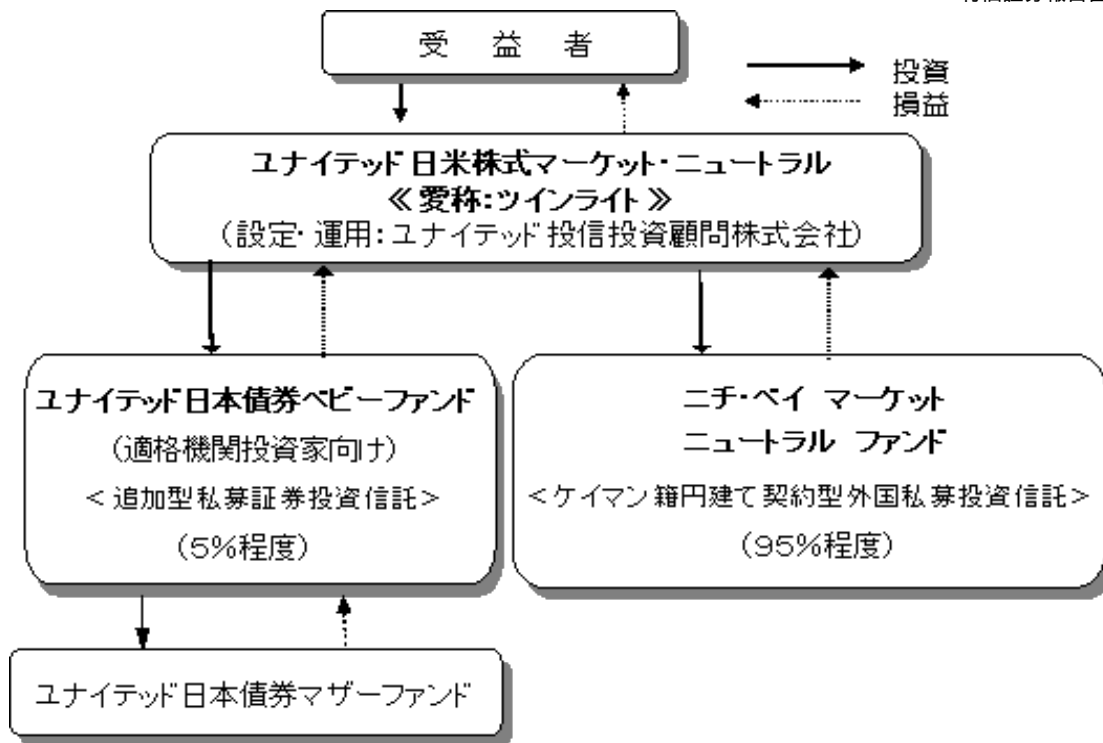 受 益 者
投資
損益
ユナイテッド日米株式マーケット・ニュートラル
≪愛称:ツインライト≫
(設定・運用:ユナイテッド投信投資顧問株式会社)
ユナイテッド日本債券ベビーファンド
(適格機関投資家向け)
<追加型私募証券投資信託>
(5%程度)
ニチ・ベイ マーケット
ニュートラル ファンド
<ケイマン籍円建て契約型外国私募投資信託>
(95%程度)
ユナイテッド日本債券マザーファンド